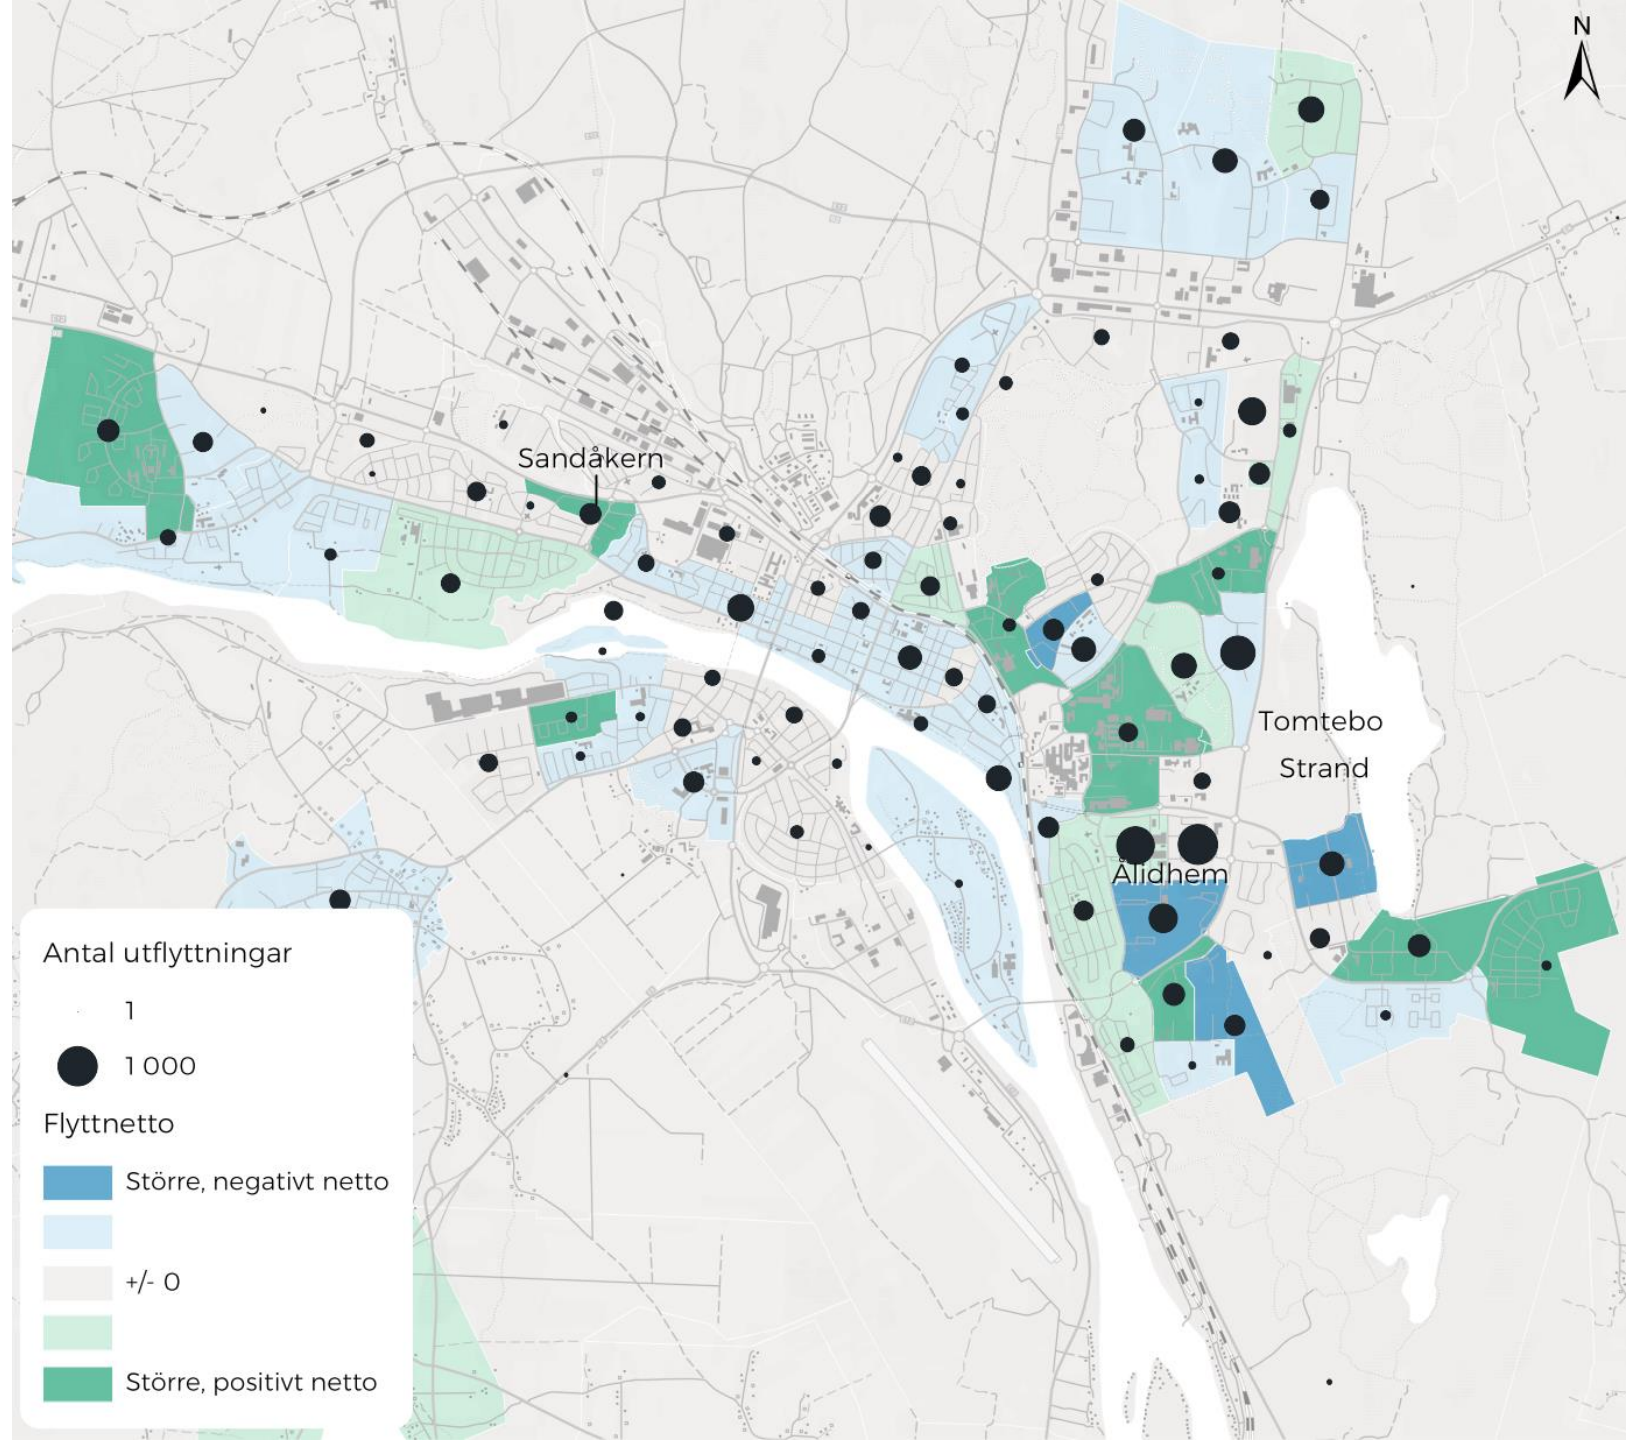 N
Sandåkern
Tomtebo
Strand
Ålidhem
Antal utflyttningar
1
1 000
Flyttnetto
Större, negativt netto
+/- 0
Större, positivt netto